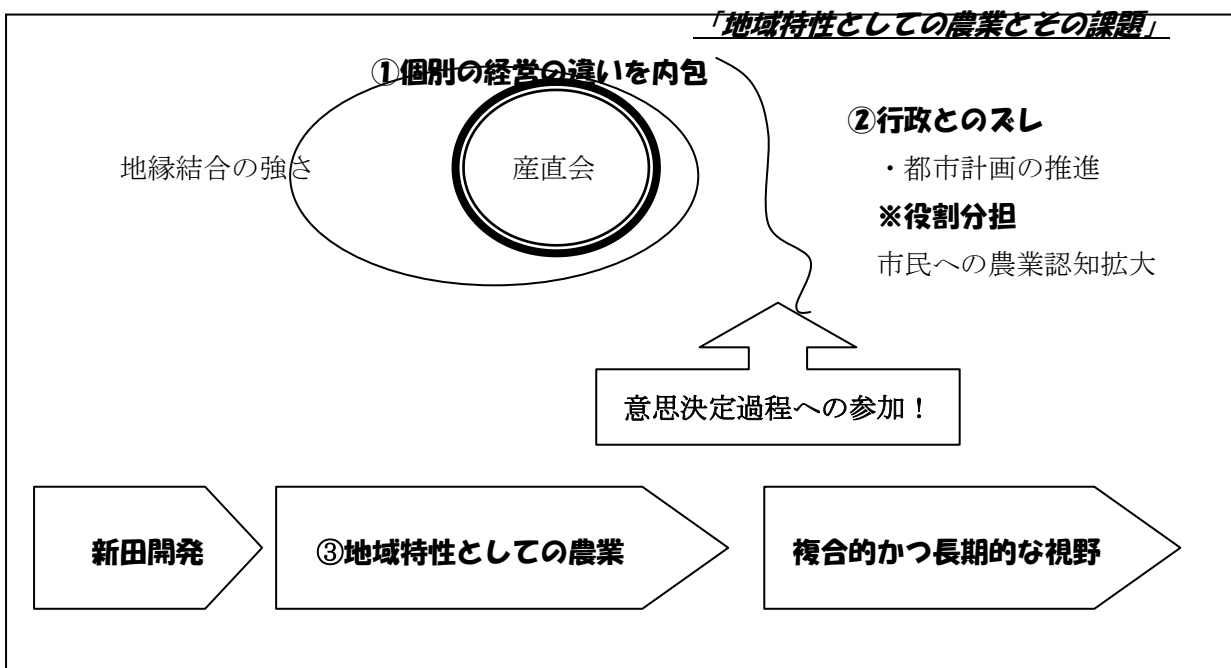 「地域特性としての農業とその課題」
①個別の経営の違いを内包
②行政とのズレ
地縁結合の強さ
産直会
・都市計画の推進
※役割分担
市民への農業認知拡大
意思決定過程への参加！
新田開発
③地域特性としての農業
複合的かつ長期的な視野